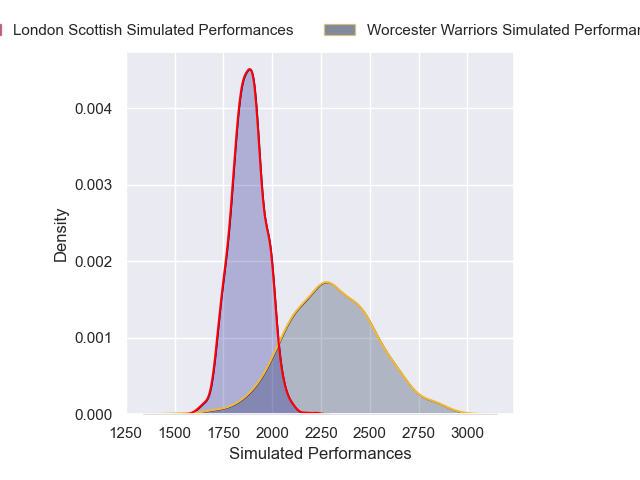 London Scottish Simulated Performances
Worcester Warriors Simulated
0.004
0.003
0.002
0.001
0.000
Density
1250 1500 1750 2000 2250 2500 2750 3000
Simulated Performances